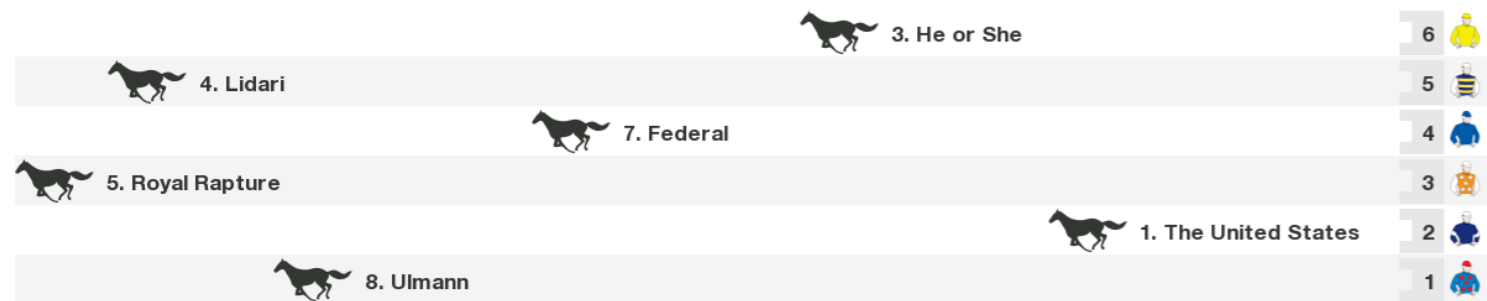 3. He or She 6
4. Lidari 5
7. Federal 4
5. Royal Rapture 3
1. The United States 2
8. Ulmann 1